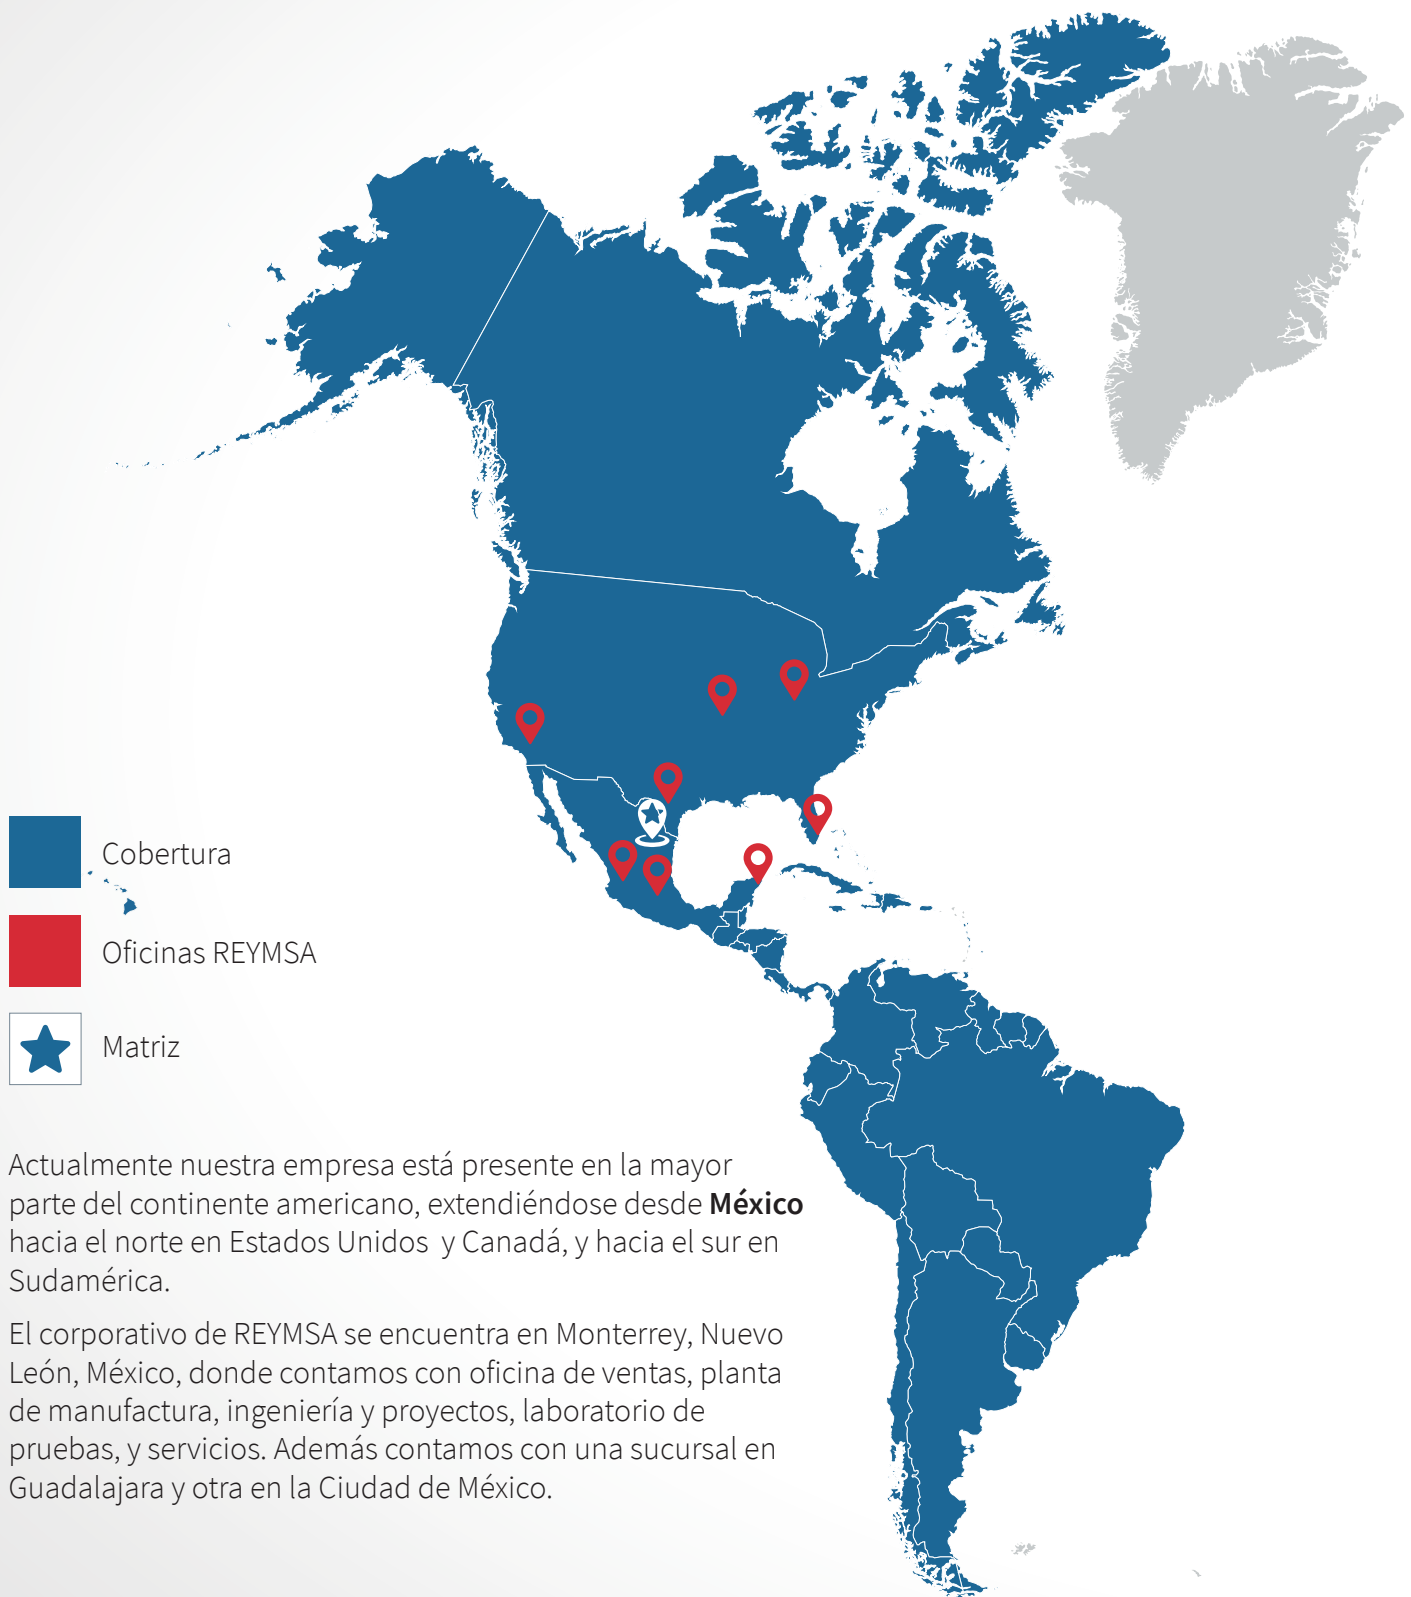 Cobertura
Oficinas REYMSA
Matriz
Actualmente nuestra empresa está presente en la mayor
parte del continente americano, extendiéndose desde México
hacia el norte en Estados Unidos y Canadá, y hacia el sur en
Sudamérica.
El corporativo de REYMSA se encuentra en Monterrey, Nuevo
León, México, donde contamos con oficina de ventas, planta
de manufactura, ingeniería y proyectos, laboratorio de
pruebas, y servicios. Además contamos con una sucursal en
Guadalajara y otra en la Ciudad de México.